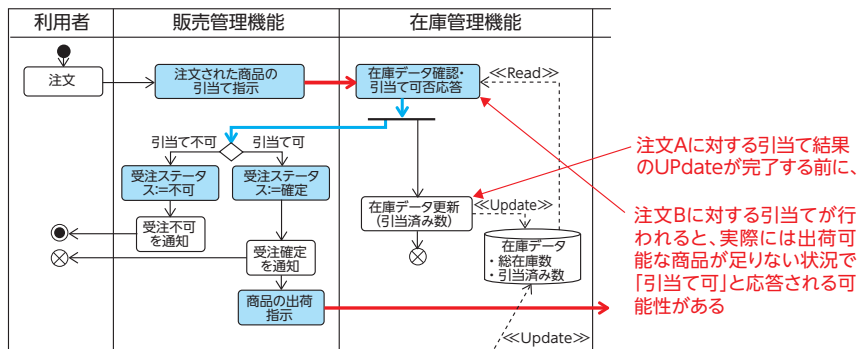 利用者
販売管理機能
在庫管理機能
注文
注文された商品の
引当て指示
在庫データ確認・
引当て可否応答
≪Read≫
引当て不可
引当て可
受注ステータ
ス:=不可
受注ステータ
ス:=確定
受注不可
を通知
受注確定
を通知
商品の出荷
指示
在庫データ更新
(引当済み数)
≪Update≫
在庫データ
・総在庫数
・引当済み数
≪Update≫
注文Aに対する引当て結果
のUPdateが完了する前に、
注文Bに対する引当てが行
われると、実際には出荷可
能な商品が足りない状況で
「引当て可」と応答される可
能性がある